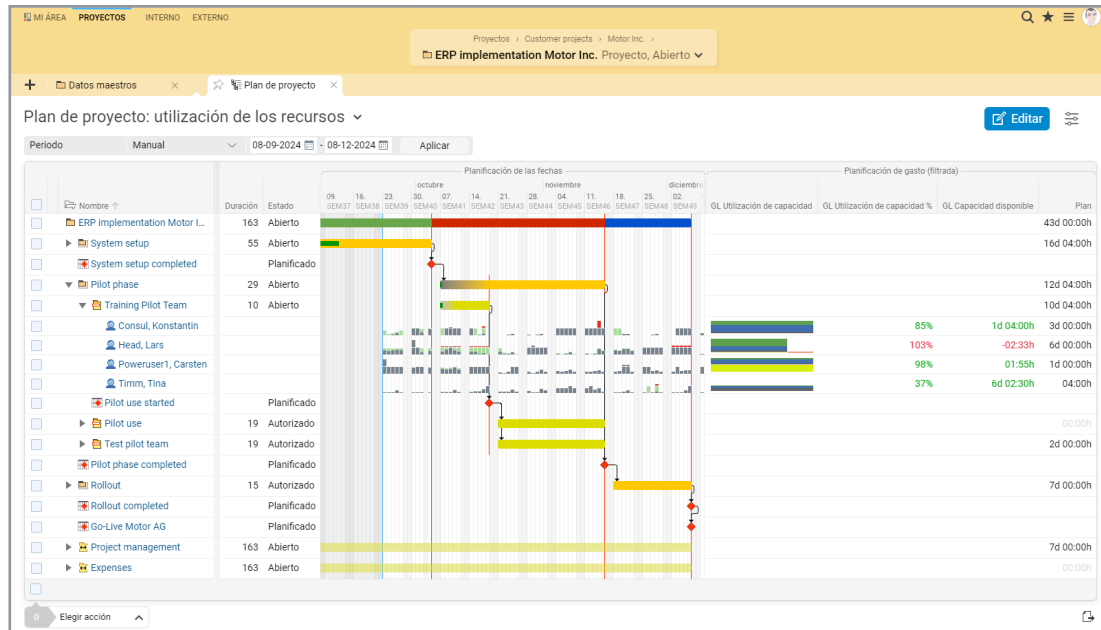 MI ÁREA PROYECTOS INTERNO EXTERNO
Proyectos › Customer projects › Motor Inc. ›
ERP implementation Motor Inc. Proyecto, Abierto
Datos maestros × Plan de proyecto ×
Plan de proyecto: utilización de los recursos
Editar
Periodo Manual 08-09-2024 - 08-12-2024 Aplicar
Planificación de las fechas Planificación de gasto (filtrada)
octubre noviembre diciembre
09. 16. 23. 30. 07. 14. 21. 28. 04. 11. 18. 25. 02.
Nombre Duración Estado SEM37 SEM38 SEM39 SEM40 SEM41 SEM42 SEM43 SEM44 SEM45 SEM46 SEM47 SEM48 SEM49 GL Utilización de capacidad GL Utilización de capacidad % GL Capacidad disponible Plan
ERP implementation Motor I... 163 Abierto 43d 00:00h
System setup 55 Abierto 16d 04:00h
System setup completed Planificado
Pilot phase 29 Abierto 12d 04:00h
Training Pilot Team 10 Abierto 10d 04:00h
Consul, Konstantin 85% 1d 04:00h 3d 00:00h
Head, Lars 103% -02:33h 6d 00:00h
Poweruser1, Carsten 98% 01:55h 1d 00:00h
Timm, Tina 37% 6d 02:30h 04:00h
Pilot use started Planificado
Pilot use 19 Autorizado 00:00h
Test pilot team 19 Autorizado 2d 00:00h
Pilot phase completed Planificado
Rollout 15 Autorizado 7d 00:00h
Rollout completed Planificado
Go-Live Motor AG Planificado
Project management 163 Abierto 7d 00:00h
Expenses 163 Abierto 00:00h
0 Elegir acción